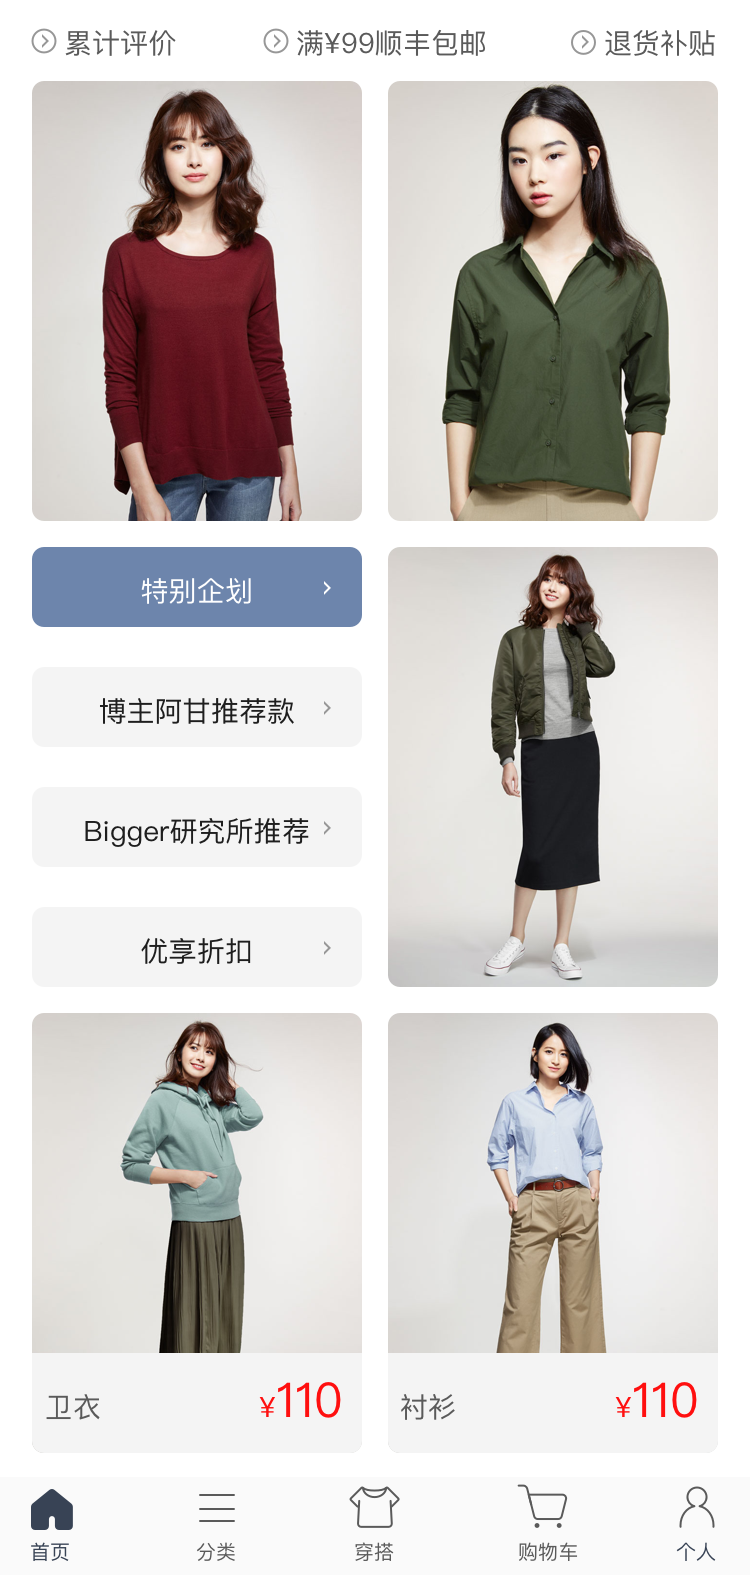 累计评价
满¥99顺丰包邮
退货补贴
特别企划
博主阿甘推荐款
Bigger研究所推荐
优享折扣
卫衣
¥110
衬衫
¥110
首页
分类
穿搭
购物车
个人